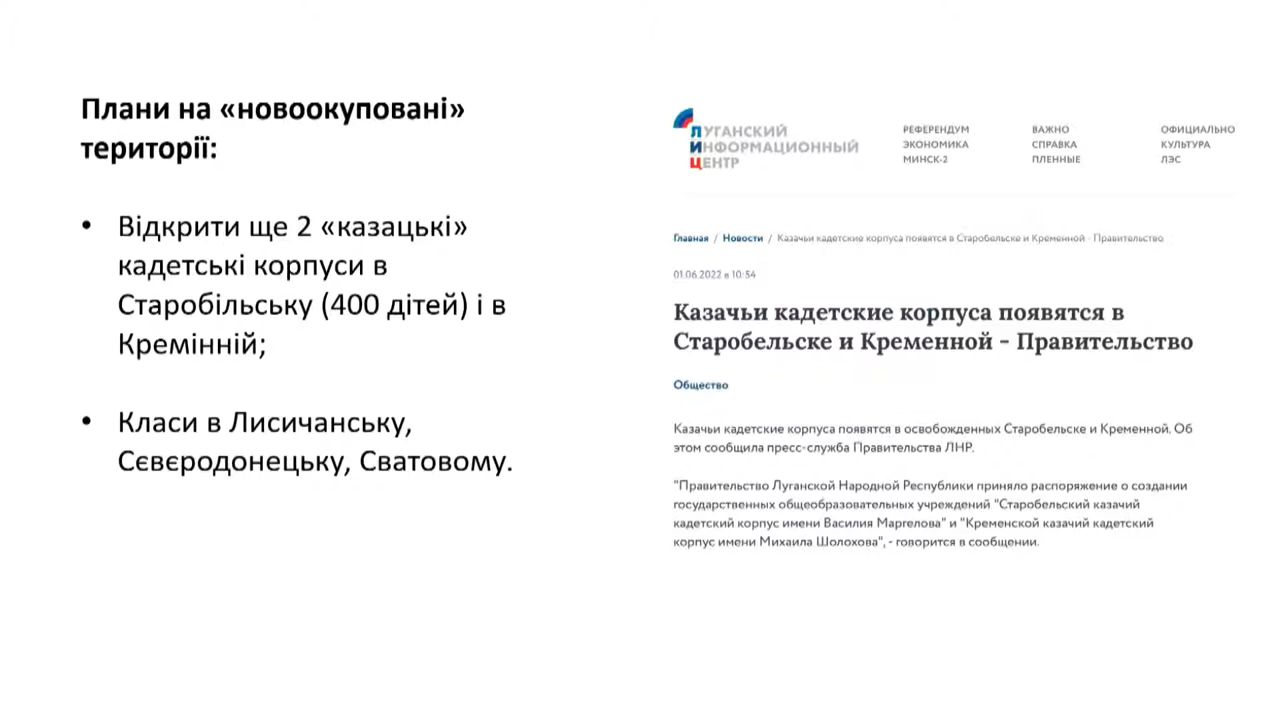 Плани на «новоокуповані»
території:
• Відкрити ще 2 «казацькі»
кадетські корпуси в
Старобільську (400 дітей) і в
Кремінній;
• Класи в Лисичанську,
Сєвєродонецьку, Сватовому.
ЛУГАНСКИЙ
ИНФОРМАЦИОННЫЙ
ЦЕНТР
РЕФЕРЕНДУМ
ЭКОНОМИКА
МИНСК-2
ВАЖНО
СПРАВКА
ПЛЕННЫЕ
ОФИЦИАЛЬНО
КУЛЬТУРА
ЛЭС
Главная / Новости / Казачьи кадетские корпуса появятся в Старобельске и Кременной - Правительство
01.06.2022 в 10:54
Казачьи кадетские корпуса появятся в
Старобельске и Кременной - Правительство
Общество
Казачьи кадетские корпуса появятся в освобожденных Старобельске и Кременной. Об
этом сообщила пресс-служба Правительства ЛНР.
"Правительство Луганской Народной Республики приняло распоряжение о создании
государственных общеобразовательных учреждений "Старобельский казачий
кадетский корпус имени Василия Маргелова" и "Кременской казачий кадетский
корпус имени Михаила Шолохова", - говорится в сообщении.